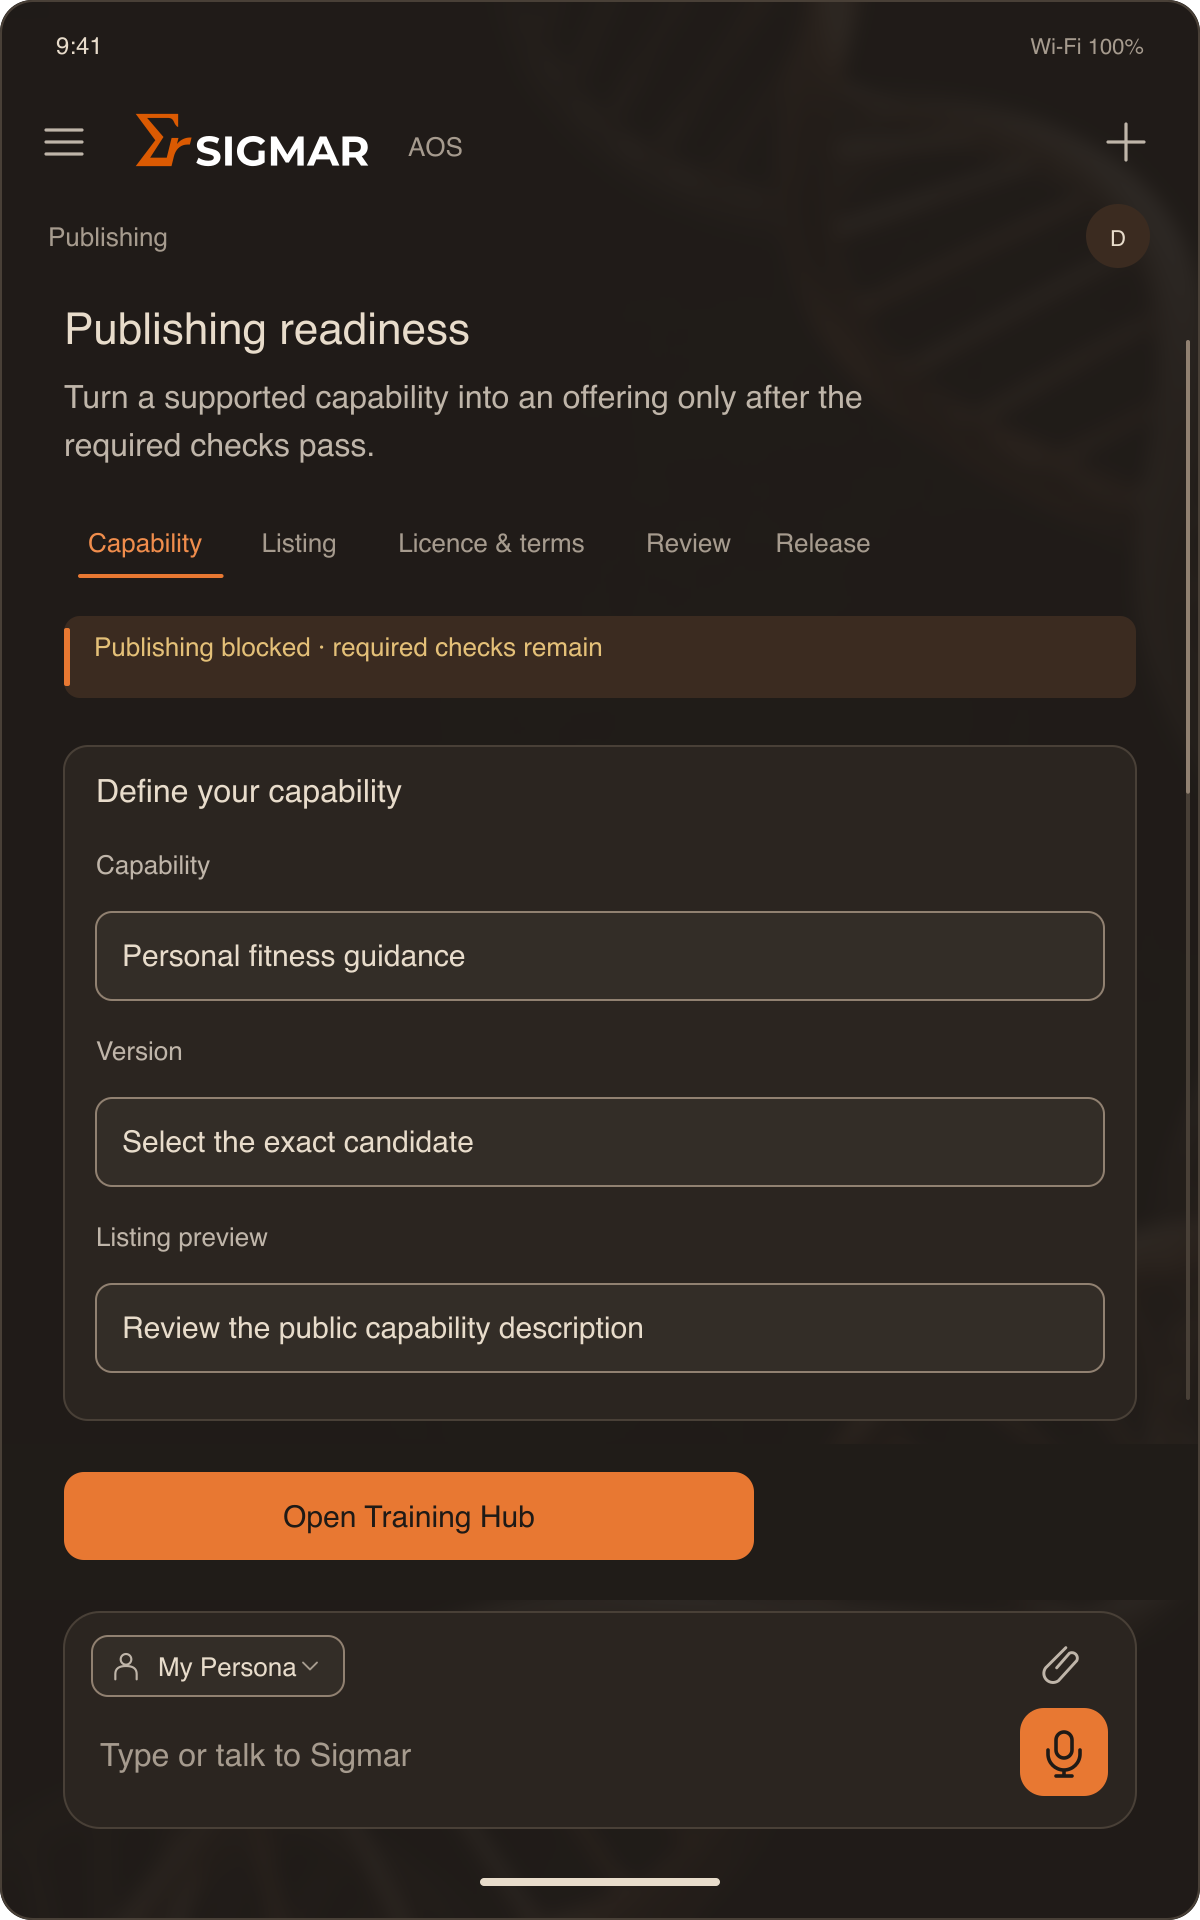 9:41
Wi-Fi 100%
Σr SIGMAR AOS
Publishing
D
Publishing readiness
Turn a supported capability into an offering only after the
required checks pass.
Capability Listing Licence & terms Review Release
Publishing blocked · required checks remain
Define your capability
Capability
Personal fitness guidance
Version
Select the exact candidate
Listing preview
Review the public capability description
Open Training Hub
My Persona
Type or talk to Sigmar